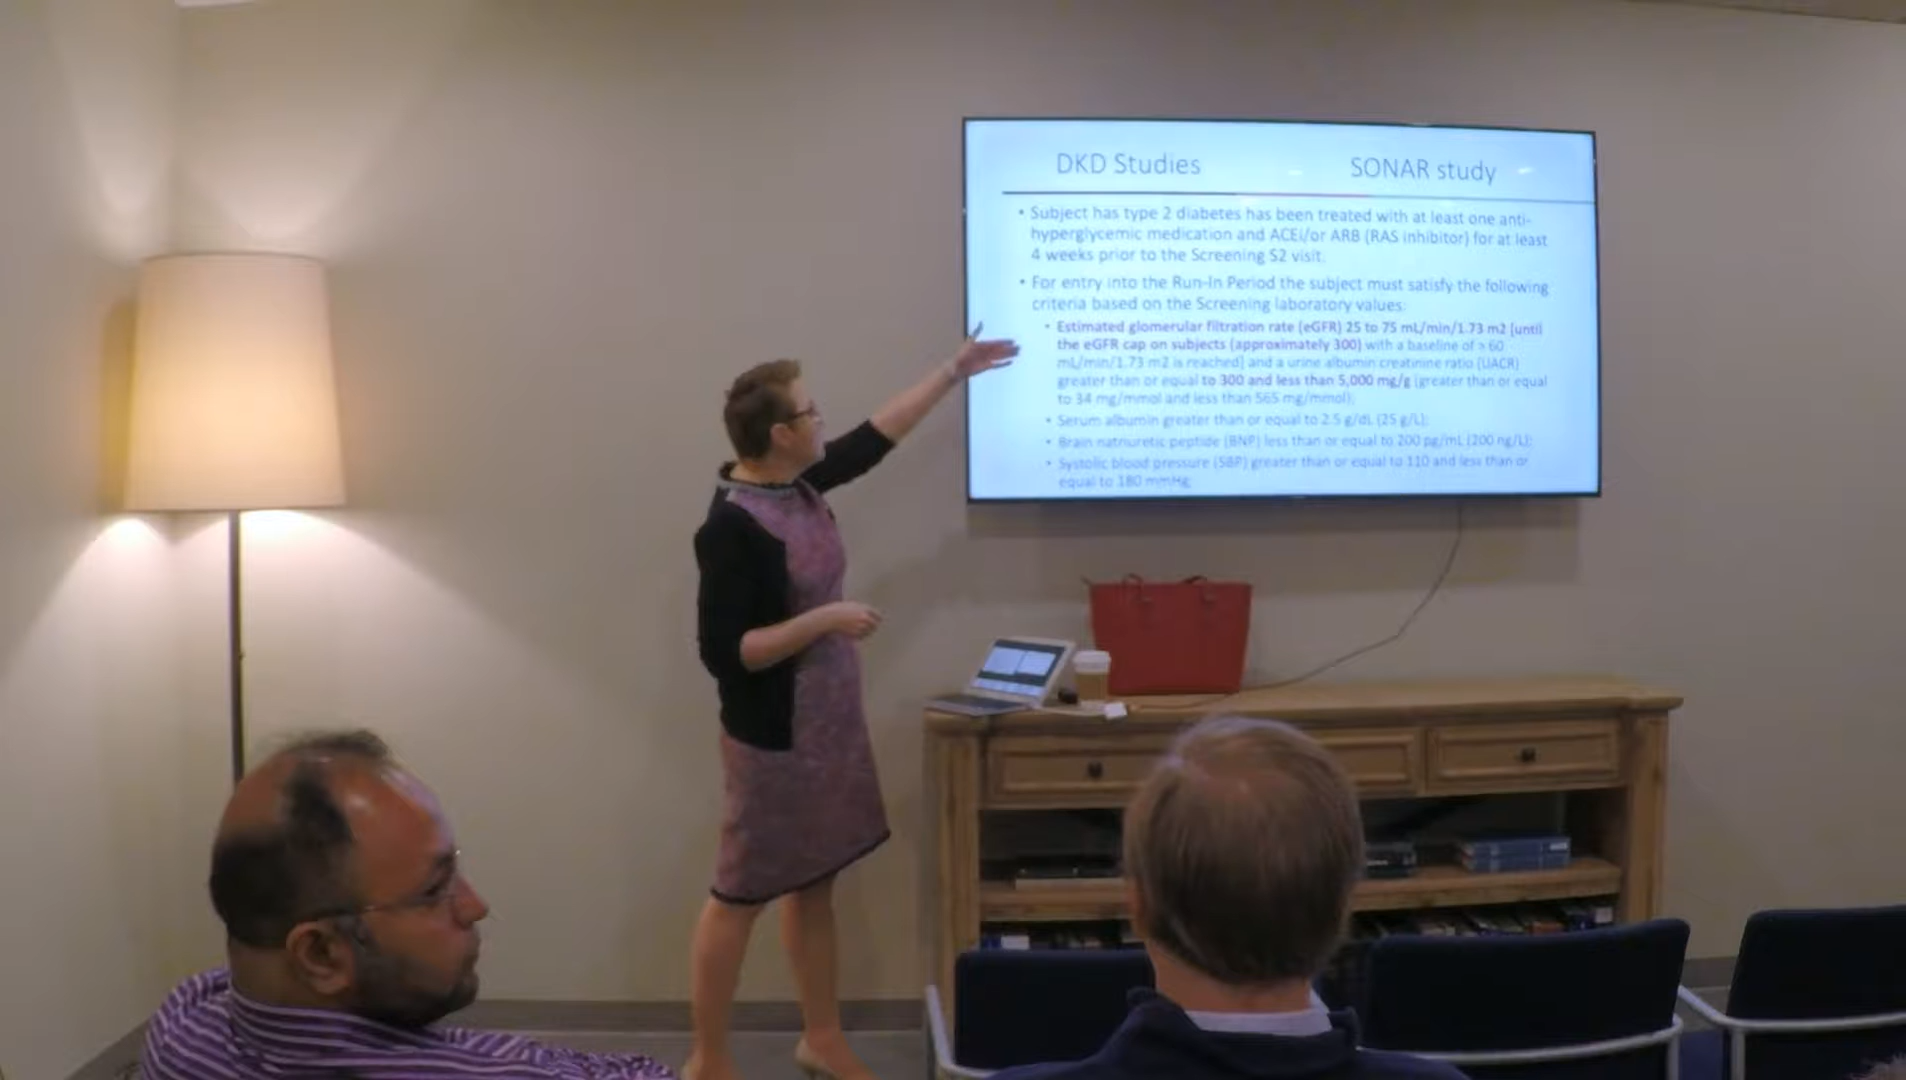 DKD Studies SONAR study
• Subject has type 2 diabetes has been treated with at least one anti-
hyperglycemic medication and ACEi/or ARB (RAS inhibitor) for at least
4 weeks prior to the Screening S2 visit.
• For entry into the Run-In Period the subject must satisfy the following
criteria based on the Screening laboratory values:
• Estimated glomerular filtration rate (eGFR) 25 to 75 mL/min/1.73 m2 [until
the eGFR cap on subjects (approximately 300) with a baseline of > 60
mL/min/1.73 m2 is reached] and a urine albumin creatinine ratio (UACR)
greater than or equal to 300 and less than 5,000 mg/g (greater than or equal
to 34 mg/mmol and less than 565 mg/mmol);
• Serum albumin greater than or equal to 2.5 g/dL (25 g/L);
• Brain natriuretic peptide (BNP) less than or equal to 200 pg/mL (200 ng/L);
• Systolic blood pressure (SBP) greater than or equal to 110 and less than or
equal to 180 mmHg;